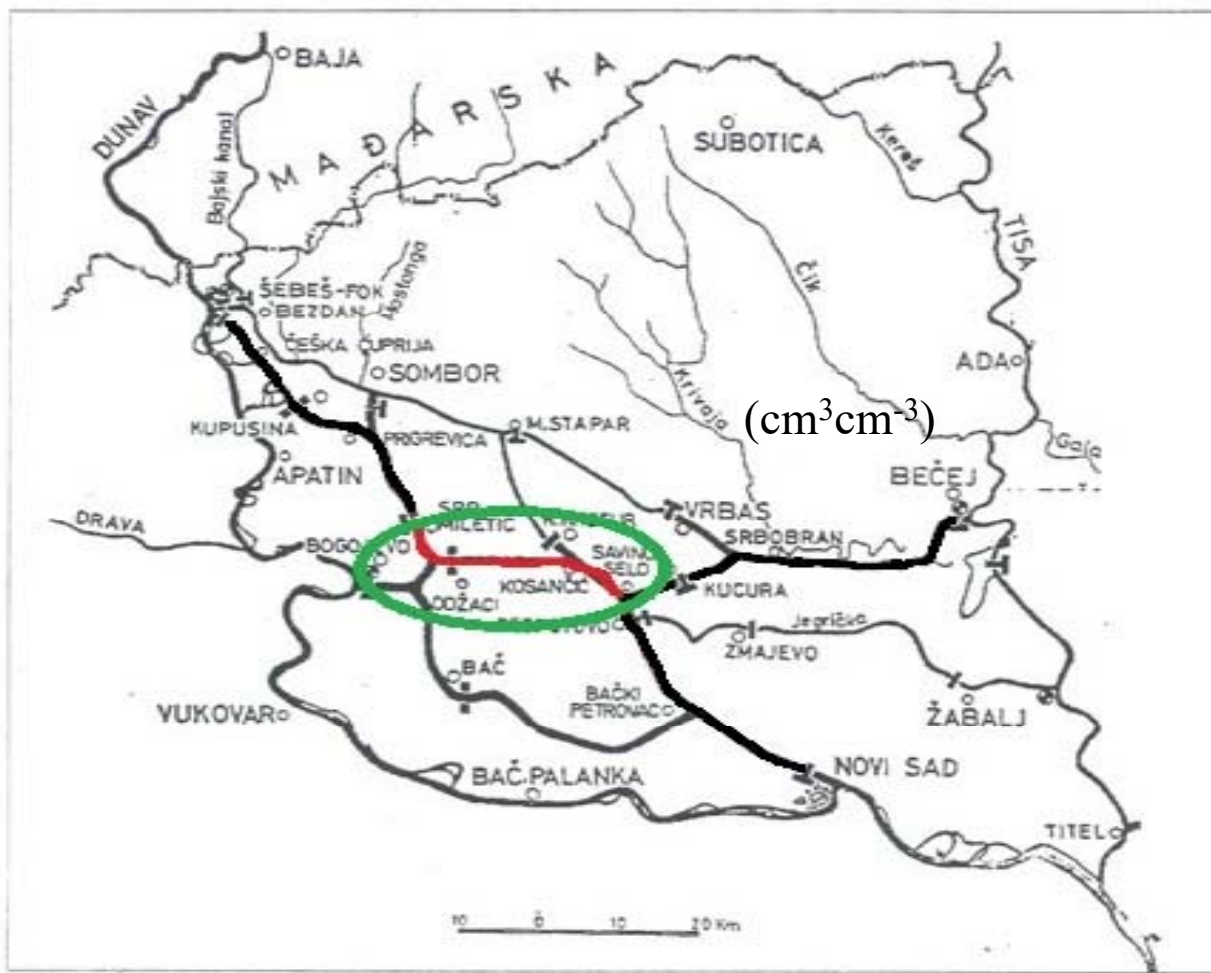 BAJA
DUNAV
Bajski kanal
MAĐARSKA
SUBOTICA
Kereš
TISA
Mostonga
Čik
ŠEBEŠ-FOK
BEZDAN
ČEŠKA ĆUPRIJA
SOMBOR
ADA
Krivaja
(cm³cm⁻³)
KUPUSINA
PRIGREVICA
M.STAPAR
APATIN
BEČEJ
DRAVA
VRBAS
SRBOBRAN
SRP.
MILETIĆ
SAVINO
SELO
KOSANČIĆ
KUCURA
ODŽACI
Jegrička
ZMAJEVO
BAČ
BAČKI
PETROVAC
ŽABALJ
VUKOVAR
NOVI SAD
BAČ.PALANKA
TITEL
10 0 10 20 Km